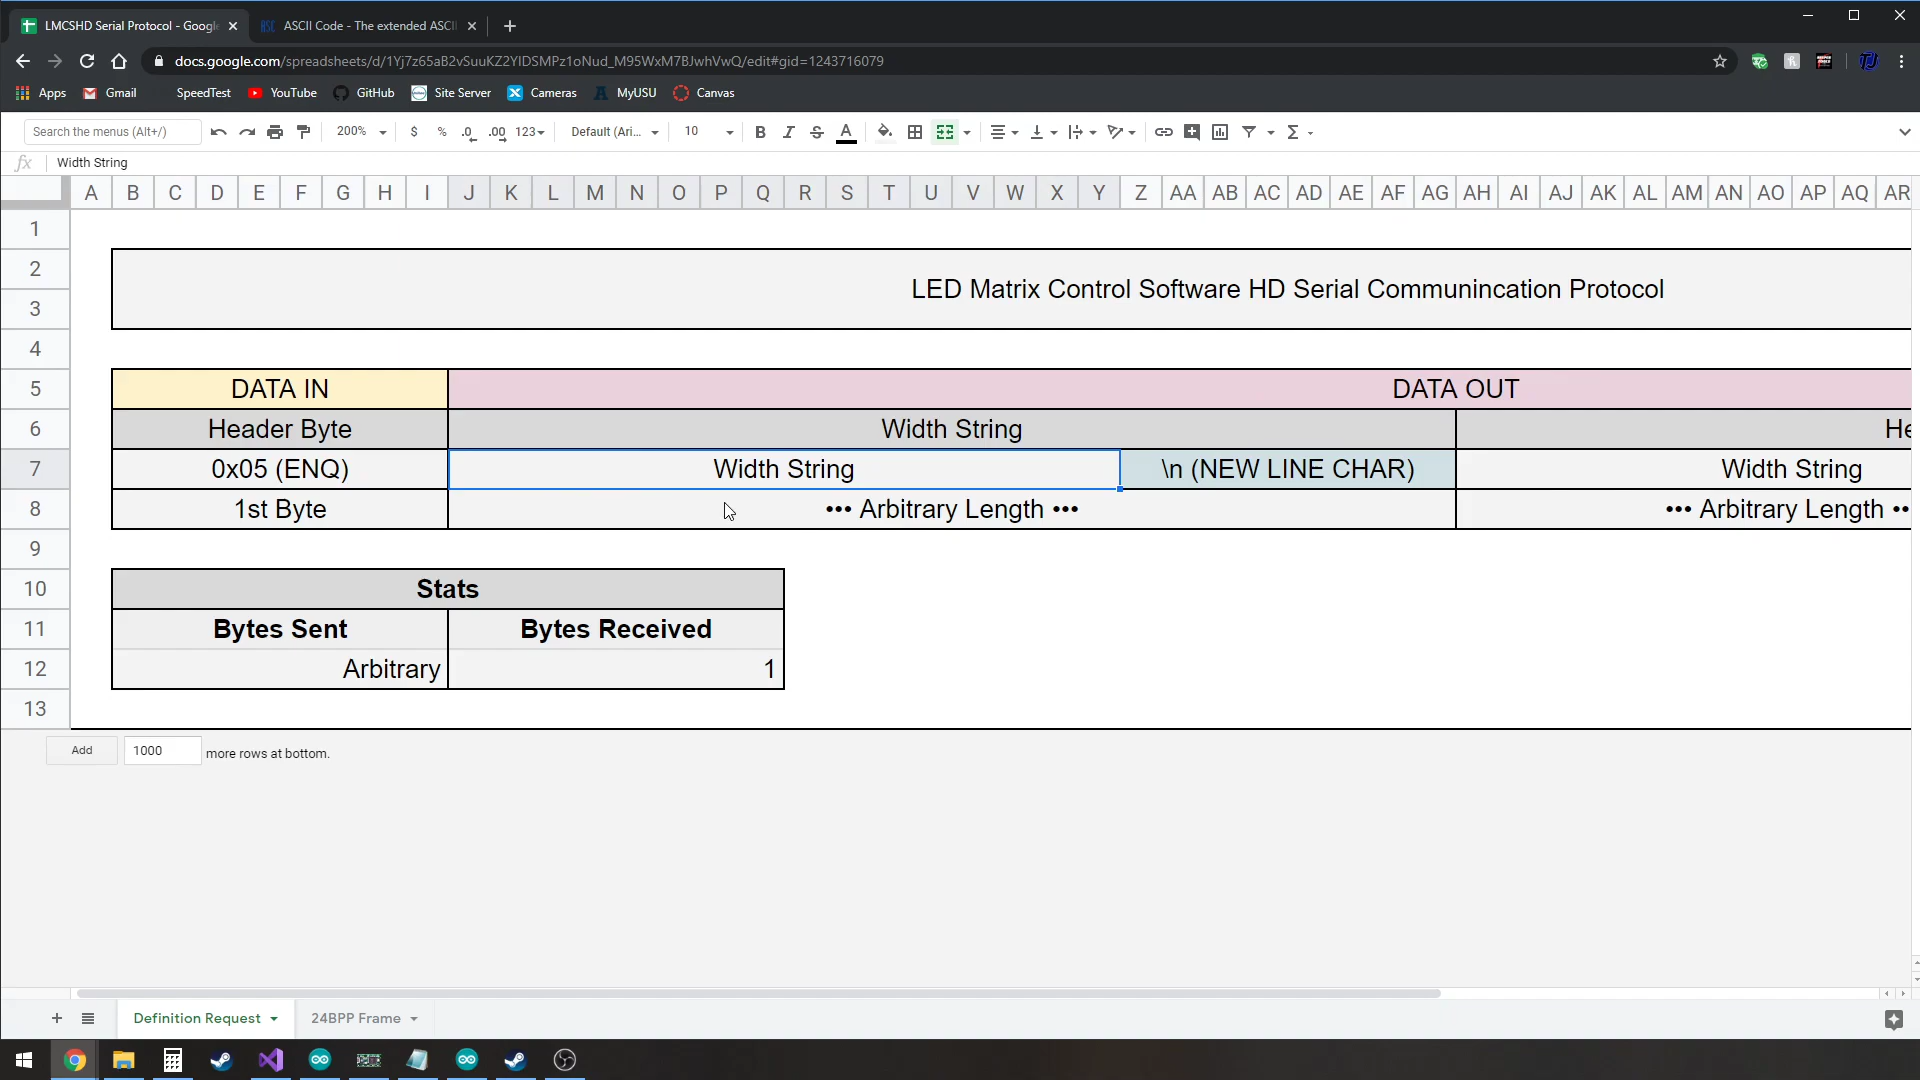 LMCSHD Serial Protocol - Google
ASCII Code - The extended ASCI
docs.google.com/spreadsheets/d/1Yj7z65aB2vSuuKZ2YIDSMPz1oNud_M95WxM7BJwhVwQ/edit#gid=1243716079
Apps Gmail SpeedTest YouTube GitHub Site Server Cameras MyUSU Canvas
Search the menus (Alt+/) 200% $ % .0 .00 123 Default (Ari... 10 B I S A
fx Width String
A B C D E F G H I J K L M N O P Q R S T U V W X Y Z AA AB AC AD AE AF AG AH AI AJ AK AL AM AN AO AP AQ AR
1
2
LED Matrix Control Software HD Serial Communincation Protocol
3
4
5 DATA IN DATA OUT
6 Header Byte Width String He
7 0x05 (ENQ) Width String \n (NEW LINE CHAR) Width String
8 1st Byte ••• Arbitrary Length ••• ••• Arbitrary Length ••
9
10 Stats
11 Bytes Sent Bytes Received
12 Arbitrary 1
13
Add 1000 more rows at bottom.
Definition Request 24BPP Frame